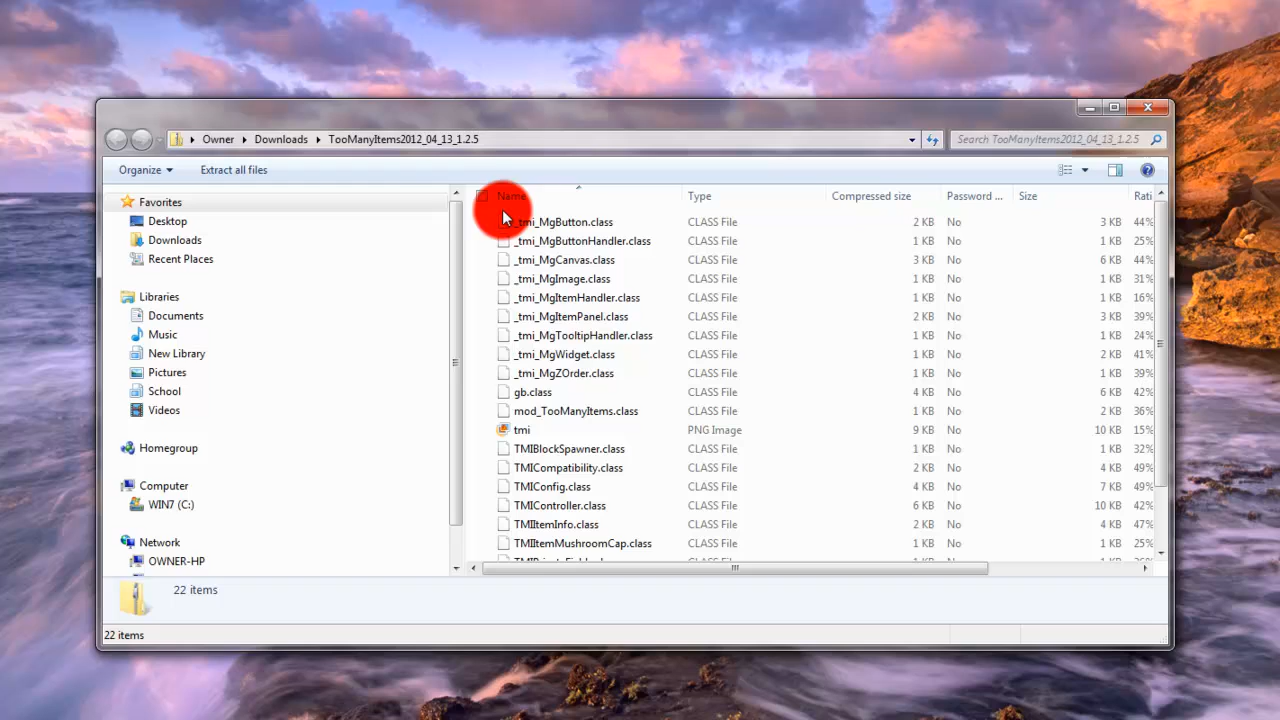 Owner Downloads TooManyItems2012_04_13_1.2.5 Search TooManyItems2012_04_13_1.2.5
Organize Extract all files
Favorites
Desktop
Downloads
Recent Places
Libraries
Documents
Music
New Library
Pictures
School
Videos
Homegroup
Computer
WIN7 (C:)
Network
OWNER-HP
Name Type Compressed size Password ... Size Rati
_tmi_MgButton.class CLASS File 2 KB No 3 KB 44%
_tmi_MgButtonHandler.class CLASS File 1 KB No 1 KB 25%
_tmi_MgCanvas.class CLASS File 3 KB No 6 KB 44%
_tmi_MgImage.class CLASS File 1 KB No 1 KB 31%
_tmi_MgItemHandler.class CLASS File 1 KB No 1 KB 16%
_tmi_MgItemPanel.class CLASS File 2 KB No 3 KB 39%
_tmi_MgTooltipHandler.class CLASS File 1 KB No 1 KB 24%
_tmi_MgWidget.class CLASS File 1 KB No 2 KB 41%
_tmi_MgZOrder.class CLASS File 1 KB No 1 KB 39%
gb.class CLASS File 4 KB No 6 KB 42%
mod_TooManyItems.class CLASS File 2 KB No 2 KB 36%
tmi PNG Image 9 KB No 10 KB 15%
TMIBlockSpawner.class CLASS File 1 KB No 1 KB 32%
TMICompatibility.class CLASS File 2 KB No 4 KB 49%
TMIConfig.class CLASS File 4 KB No 7 KB 49%
TMIController.class CLASS File 6 KB No 10 KB 42%
TMIItemInfo.class CLASS File 2 KB No 4 KB 47%
TMIItemMushroomCap.class CLASS File 1 KB No 1 KB 25%
22 items
22 items